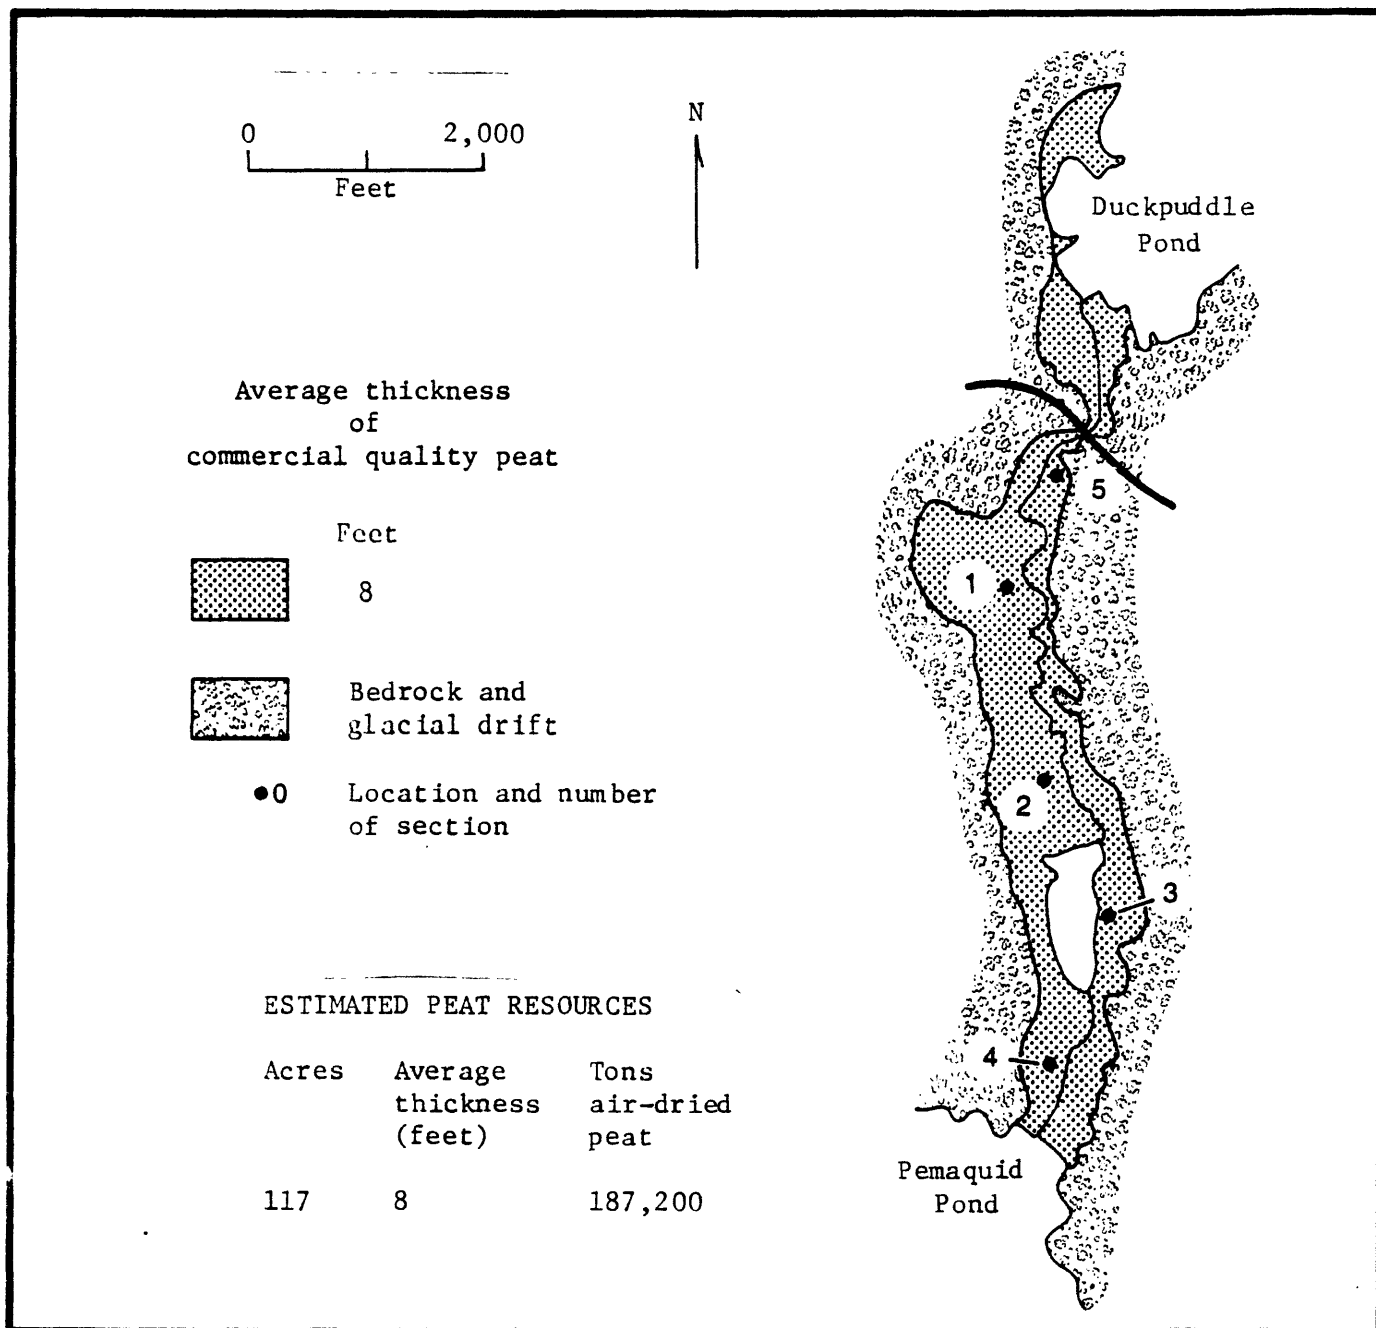 0 2,000
Feet
N
Duckpuddle
Pond
Average thickness
of
commercial quality peat
Feet
8
Bedrock and
glacial drift
0 Location and number
of section
5
1
2
3
4
ESTIMATED PEAT RESOURCES
Acres Average Tons
thickness air-dried
(feet) peat
117 8 187,200
Pemaquid
Pond